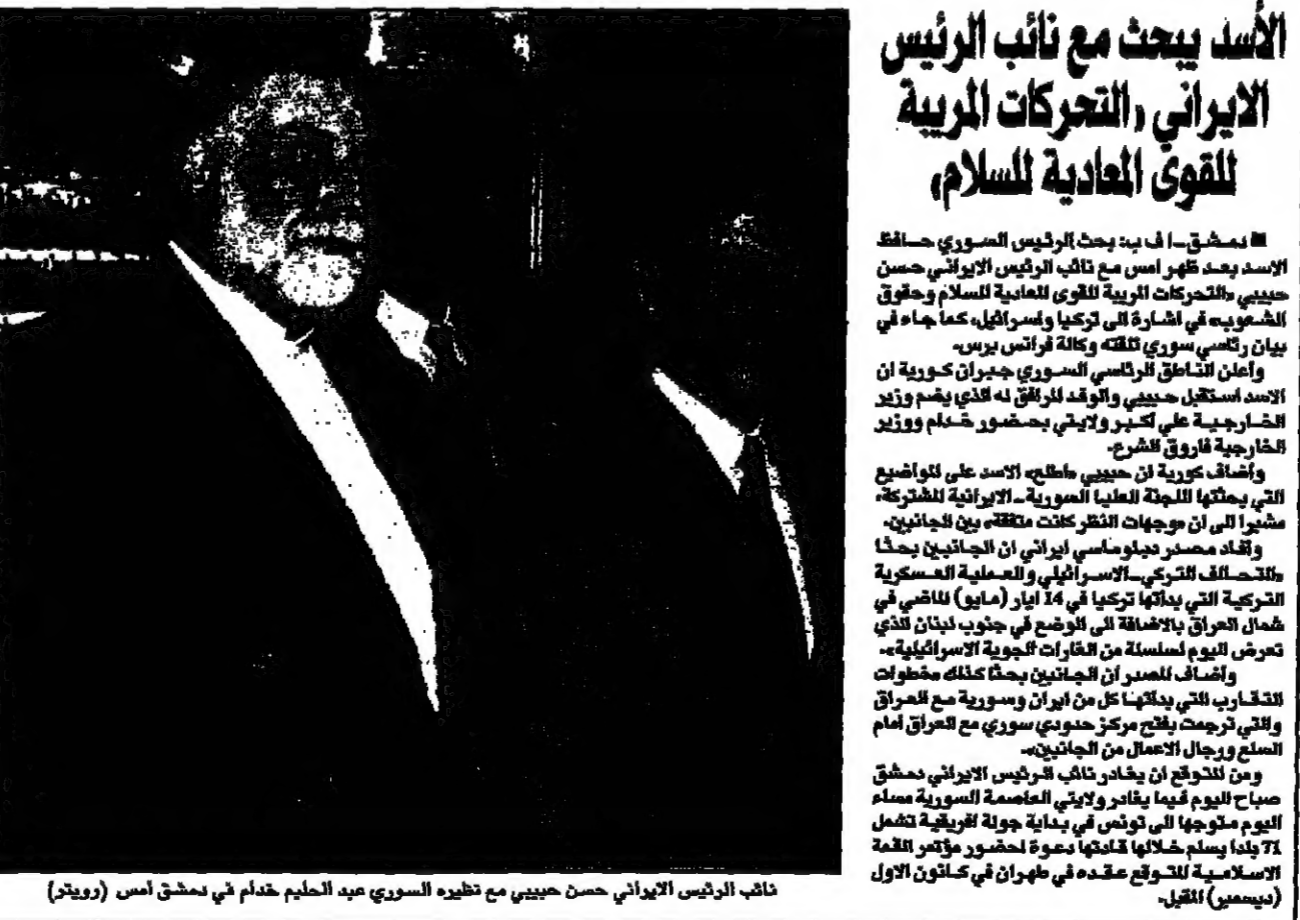 الأسد يبحث مع نائب الرئيس
الايراني «التحركات المريبة
للقوى المعادية للسلام»
■ دمشق ـ ا ف ب: بحث الرئيس السوري حافظ
الاسد بعد ظهر امس مع نائب الرئيس الايراني حسن
حبيبي «التحركات المريبة للقوى المعادية للسلام وحقوق
الشعوب» في اشارة الى تركيا واسرائيل، كما جاء في
بيان رئاسي سوري تلقته وكالة فرانس برس.
وأعلن الناطق الرئاسي السوري جبران كورية ان
الاسد استقبل حبيبي والوفد المرافق له الذي يضم وزير
الخارجية علي اكبر ولايتي بحضور خدام ووزير
الخارجية فاروق الشرع.
وأضاف كورية ان حبيبي «اطلع» الاسد على المواضيع
التي بحثتها اللجنة العليا السورية ـ الايرانية المشتركة،
مشيرا الى ان «وجهات النظر كانت متفقة» بين الجانبين.
وأفاد مصدر دبلوماسي ايراني ان الجانبين بحثا
«التحالف التركي ـ الاسرائيلي والعملية العسكرية
التركية التي بدأتها تركيا في 14 ايار (مايو) الماضي في
شمال العراق بالاضافة الى الوضع في جنوب لبنان الذي
تعرض اليوم لسلسلة من الغارات الجوية الاسرائيلية».
وأضاف المصدر أن الجانبين بحثا كذلك «خطوات
التقارب التي بدأتها كل من ايران وسورية مع العراق
والتي ترجمت بفتح مركز حدودي سوري مع العراق امام
السلع ورجال الاعمال من الجانبين».
ومن المتوقع أن يغادر نائب الرئيس الايراني دمشق
صباح اليوم فيما يغادر ولايتي العاصمة السورية مساء
اليوم متوجها الى تونس في بداية جولة افريقية تشمل
بلدا يسلم خلالها قادتها دعوة لحضور مؤتمر القمة
الاسلامية المتوقع عقده في طهران في كانون الاول
(ديسمبر) المقبل.
نائب الرئيس الايراني حسن حبيبي مع نظيره السوري عبد الحليم خدام في دمشق أمس (رويتر)